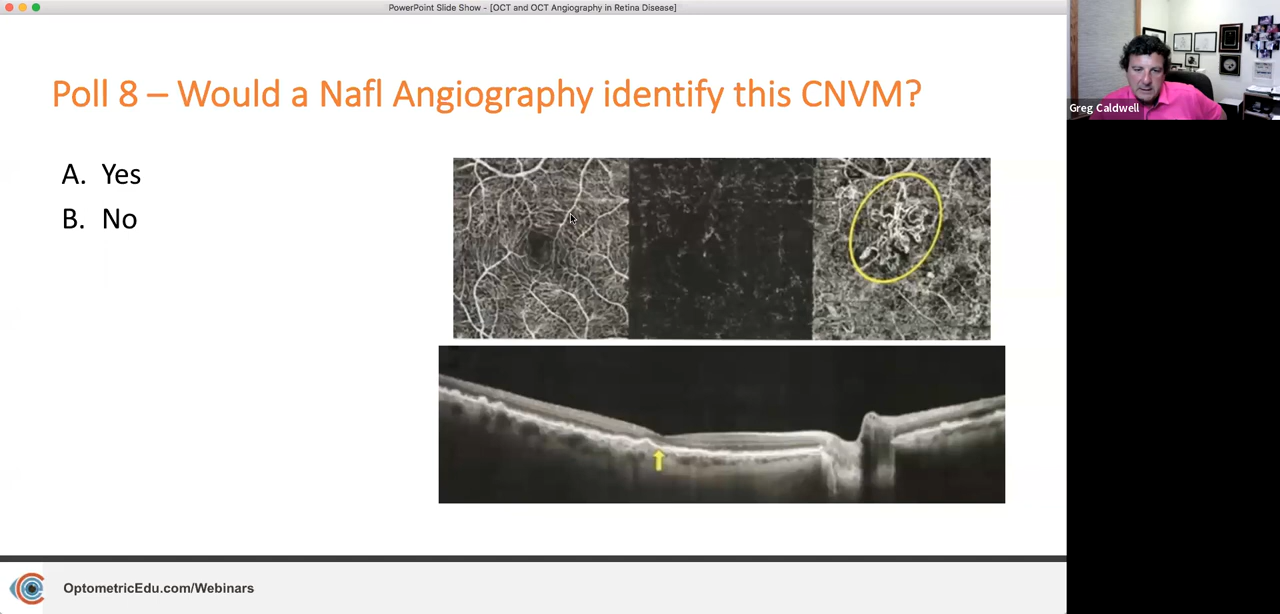 PowerPoint Slide Show - [OCT and OCT Angiography in Retina Disease]
Poll 8 – Would a Nafl Angiography identify this CNVM?
A. Yes
B. No
Greg Caldwell
OptometricEdu.com/Webinars